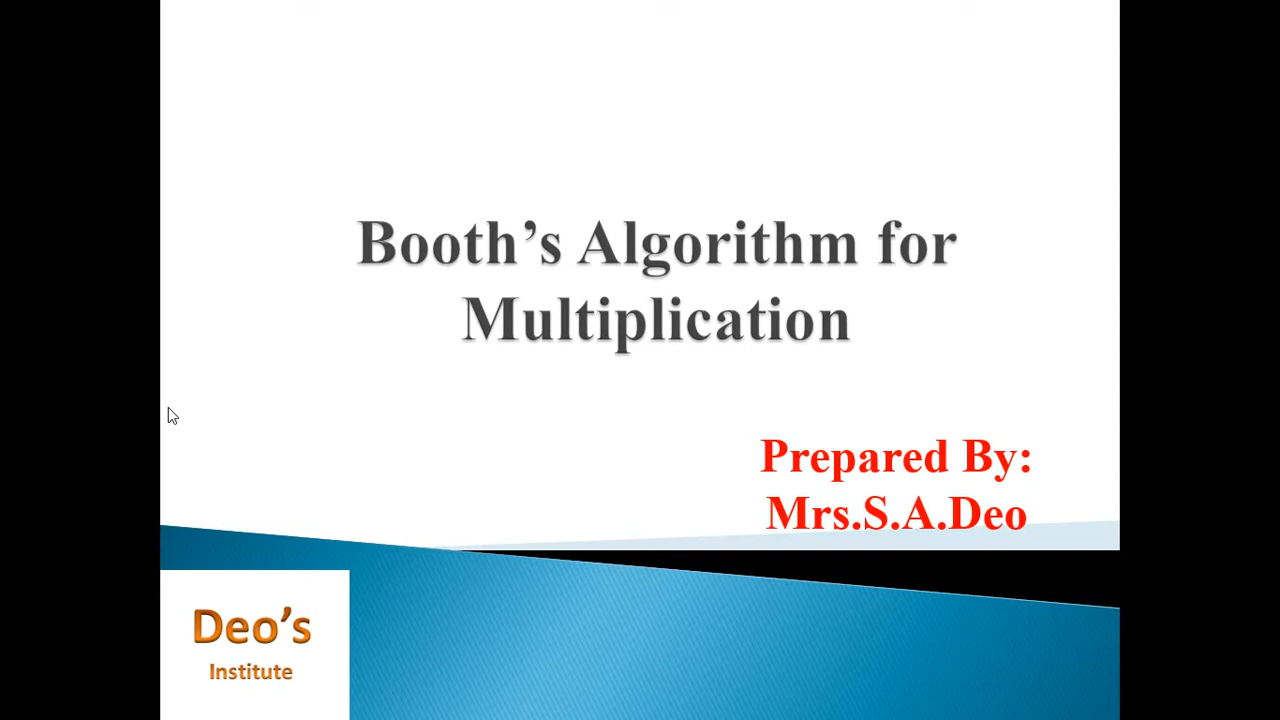 Booth’s Algorithm for
Multiplication
Prepared By:
Mrs.S.A.Deo
Deo’s
Institute